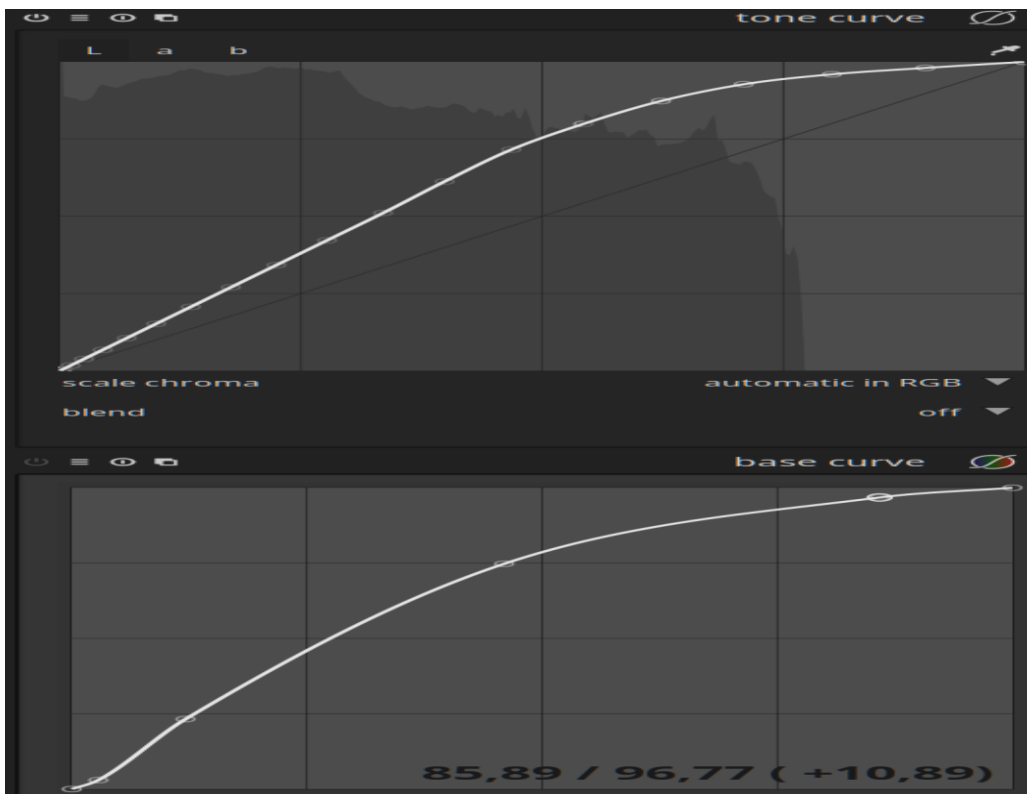 tone curve
L a b
scale chroma automatic in RGB
blend off
base curve
85,89 / 96,77 ( +10,89)